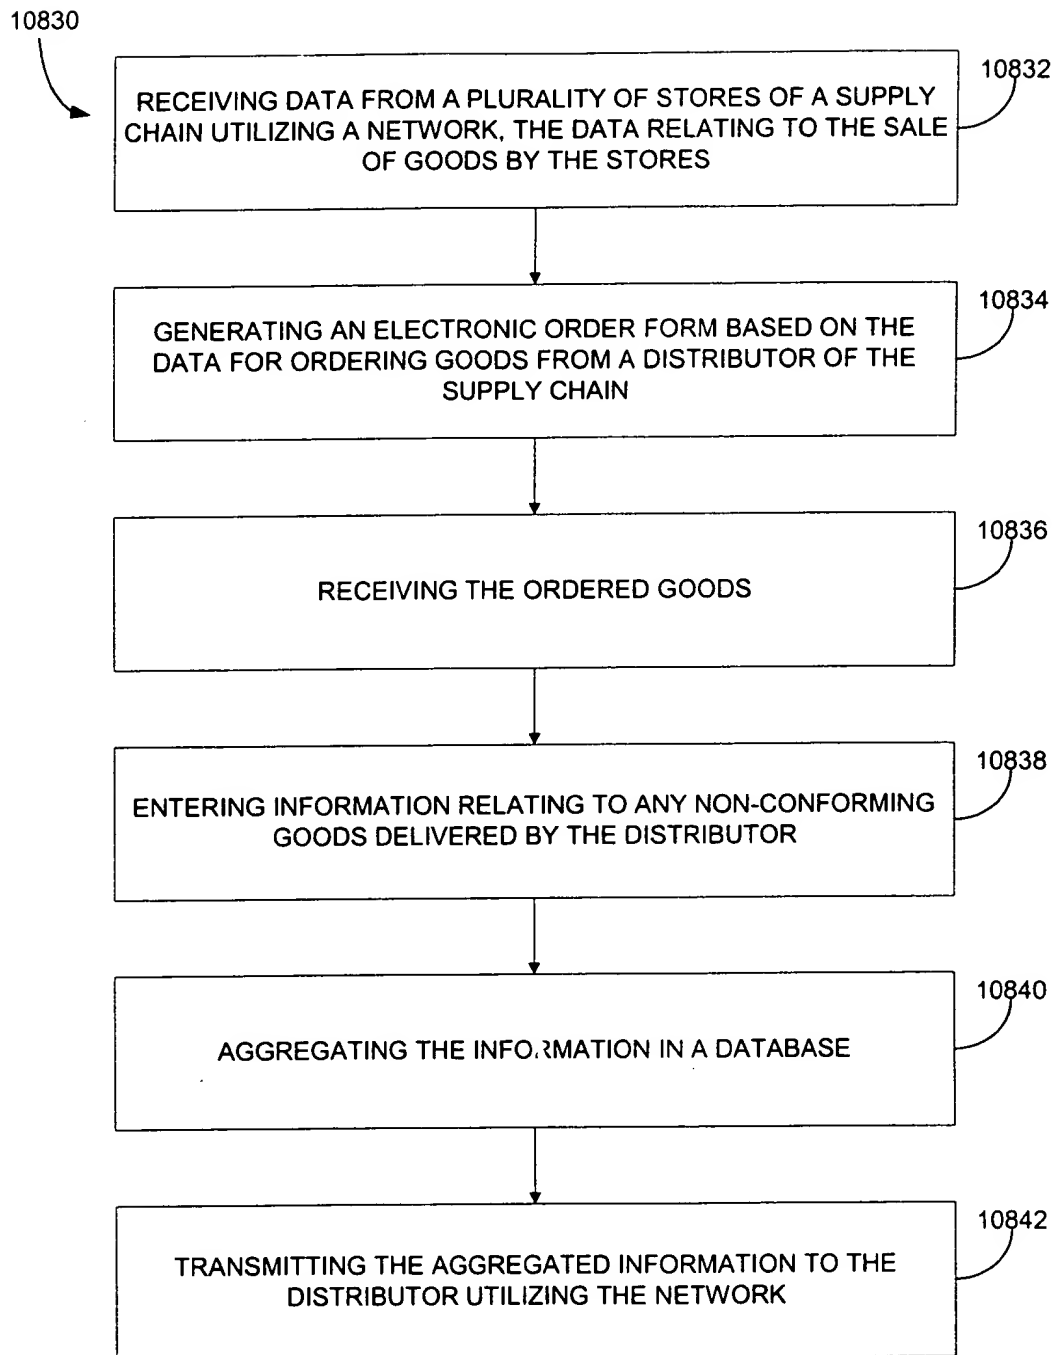 10830
10832
RECEIVING DATA FROM A PLURALITY OF STORES OF A SUPPLY
CHAIN UTILIZING A NETWORK, THE DATA RELATING TO THE SALE
OF GOODS BY THE STORES
10834
GENERATING AN ELECTRONIC ORDER FORM BASED ON THE
DATA FOR ORDERING GOODS FROM A DISTRIBUTOR OF THE
SUPPLY CHAIN
10836
RECEIVING THE ORDERED GOODS
10838
ENTERING INFORMATION RELATING TO ANY NON-CONFORMING
GOODS DELIVERED BY THE DISTRIBUTOR
10840
AGGREGATING THE INFORMATION IN A DATABASE
10842
TRANSMITTING THE AGGREGATED INFORMATION TO THE
DISTRIBUTOR UTILIZING THE NETWORK